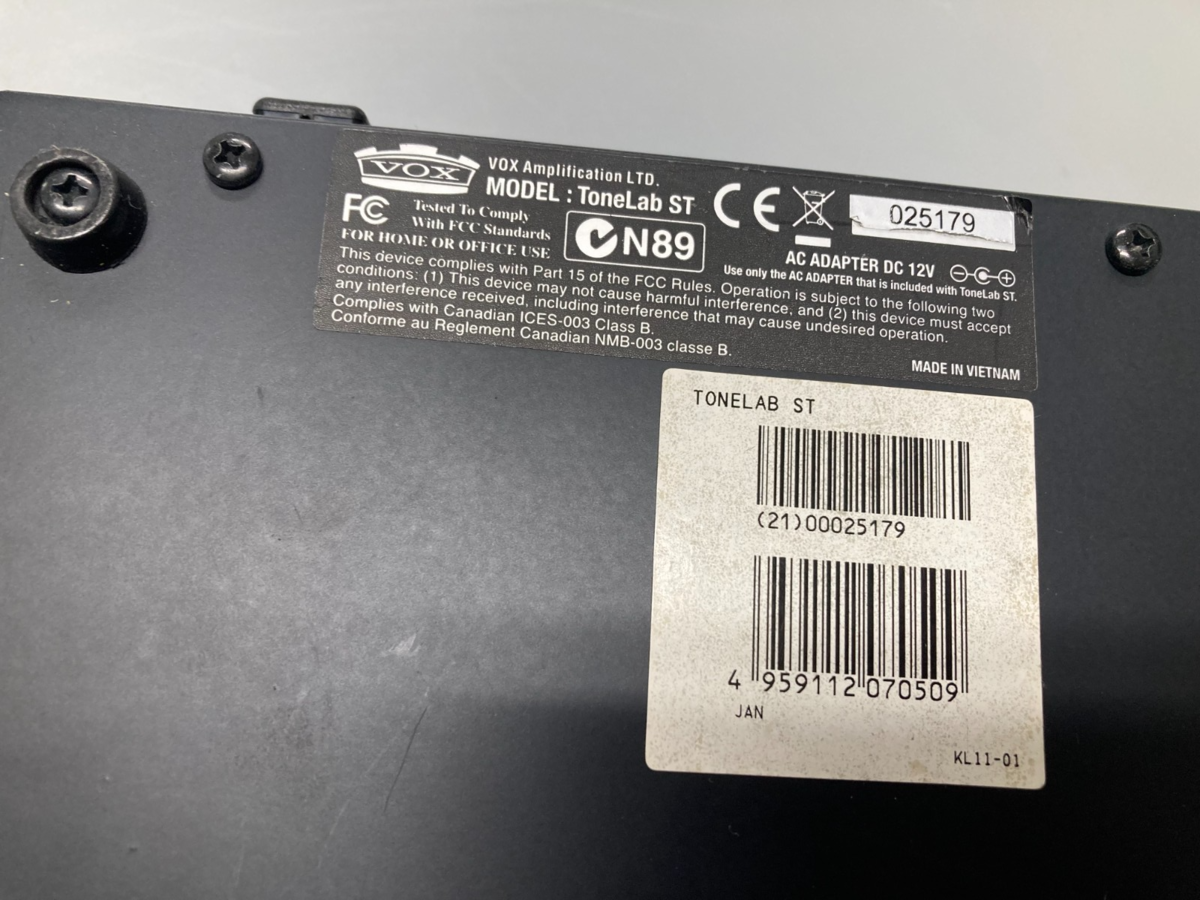 VOX
VOX Amplification LTD.
MODEL : ToneLab ST
FC
Tested To Comply
With FCC Standards
FOR HOME OR OFFICE USE
N89
CE
025179
AC ADAPTER DC 12V
Use only the AC ADAPTER that is included with ToneLab ST.
This device complies with Part 15 of the FCC Rules. Operation is subject to the following two
conditions: (1) This device may not cause harmful interference, and (2) this device must accept
any interference received, including interference that may cause undesired operation.
Complies with Canadian ICES-003 Class B.
Conforme au Reglement Canadian NMB-003 classe B.
MADE IN VIETNAM
TONELAB ST
(21)00025179
4 959112 070509
JAN
KL11-01